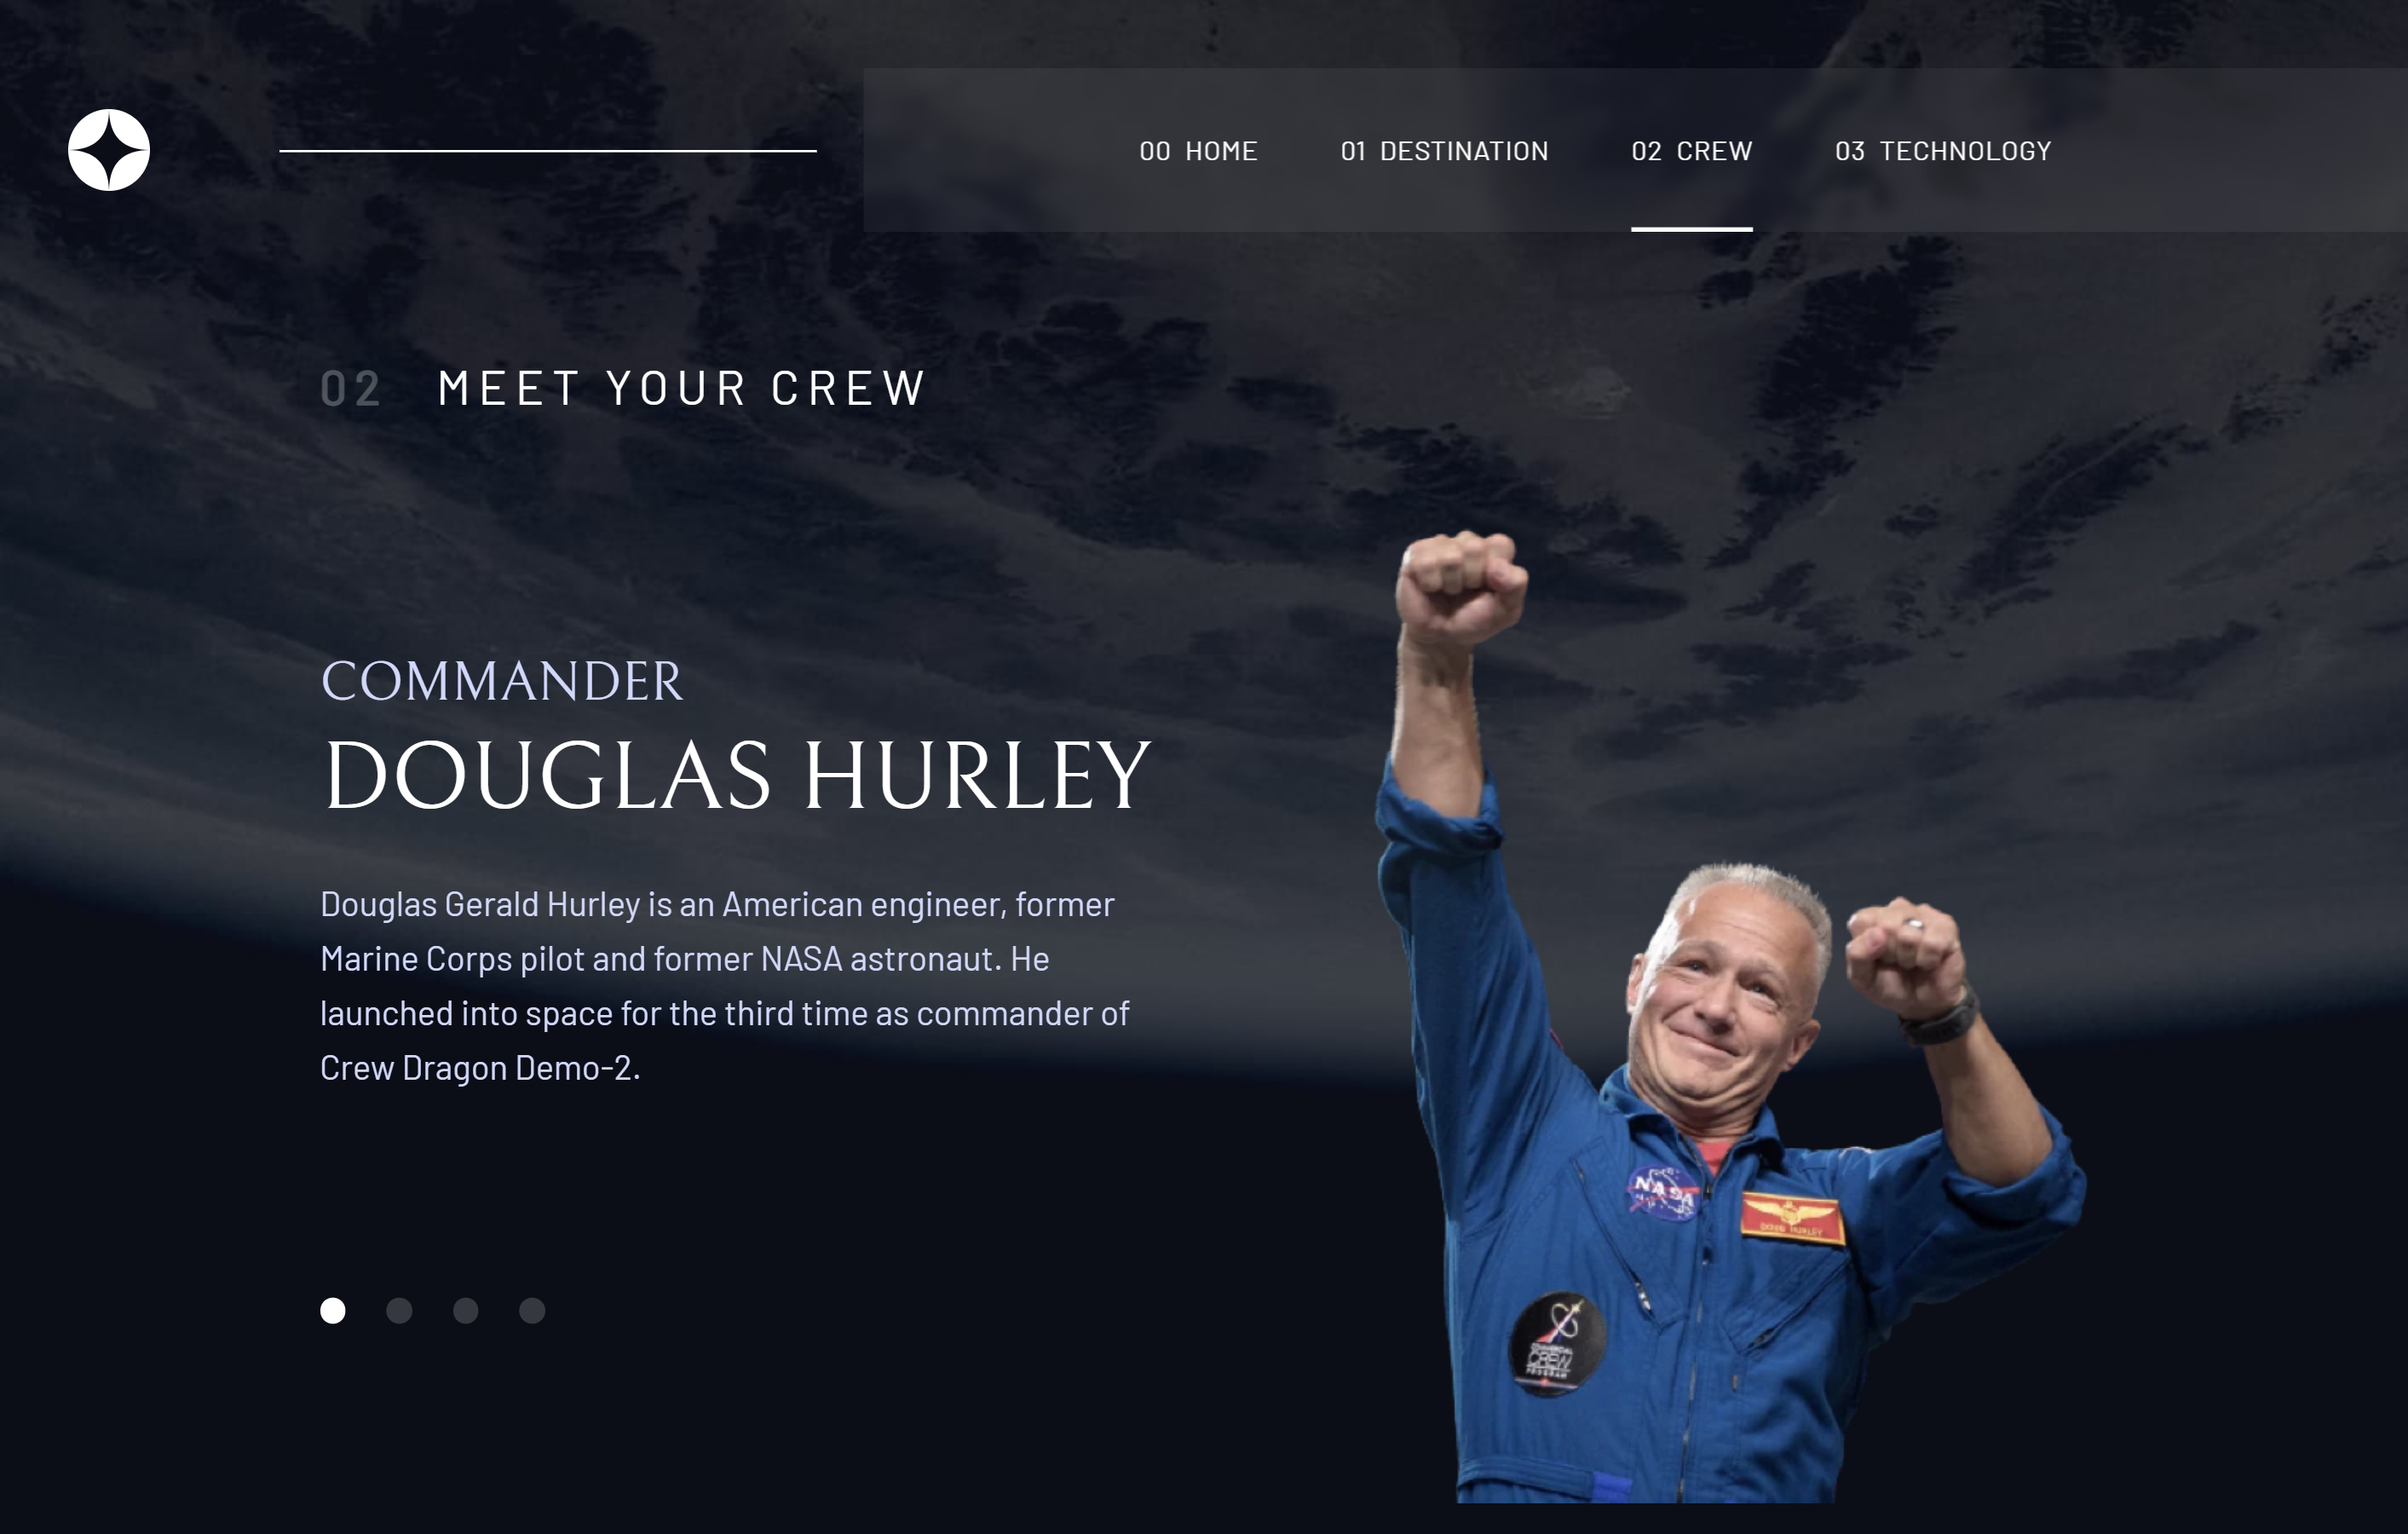 00 HOME 01 DESTINATION 02 CREW 03 TECHNOLOGY
02 MEET YOUR CREW
COMMANDER
DOUGLAS HURLEY
Douglas Gerald Hurley is an American engineer, former
Marine Corps pilot and former NASA astronaut. He
launched into space for the third time as commander of
Crew Dragon Demo-2.
NASA
DOUG HURLEY
COMMERCIAL
CREW
PROGRAM